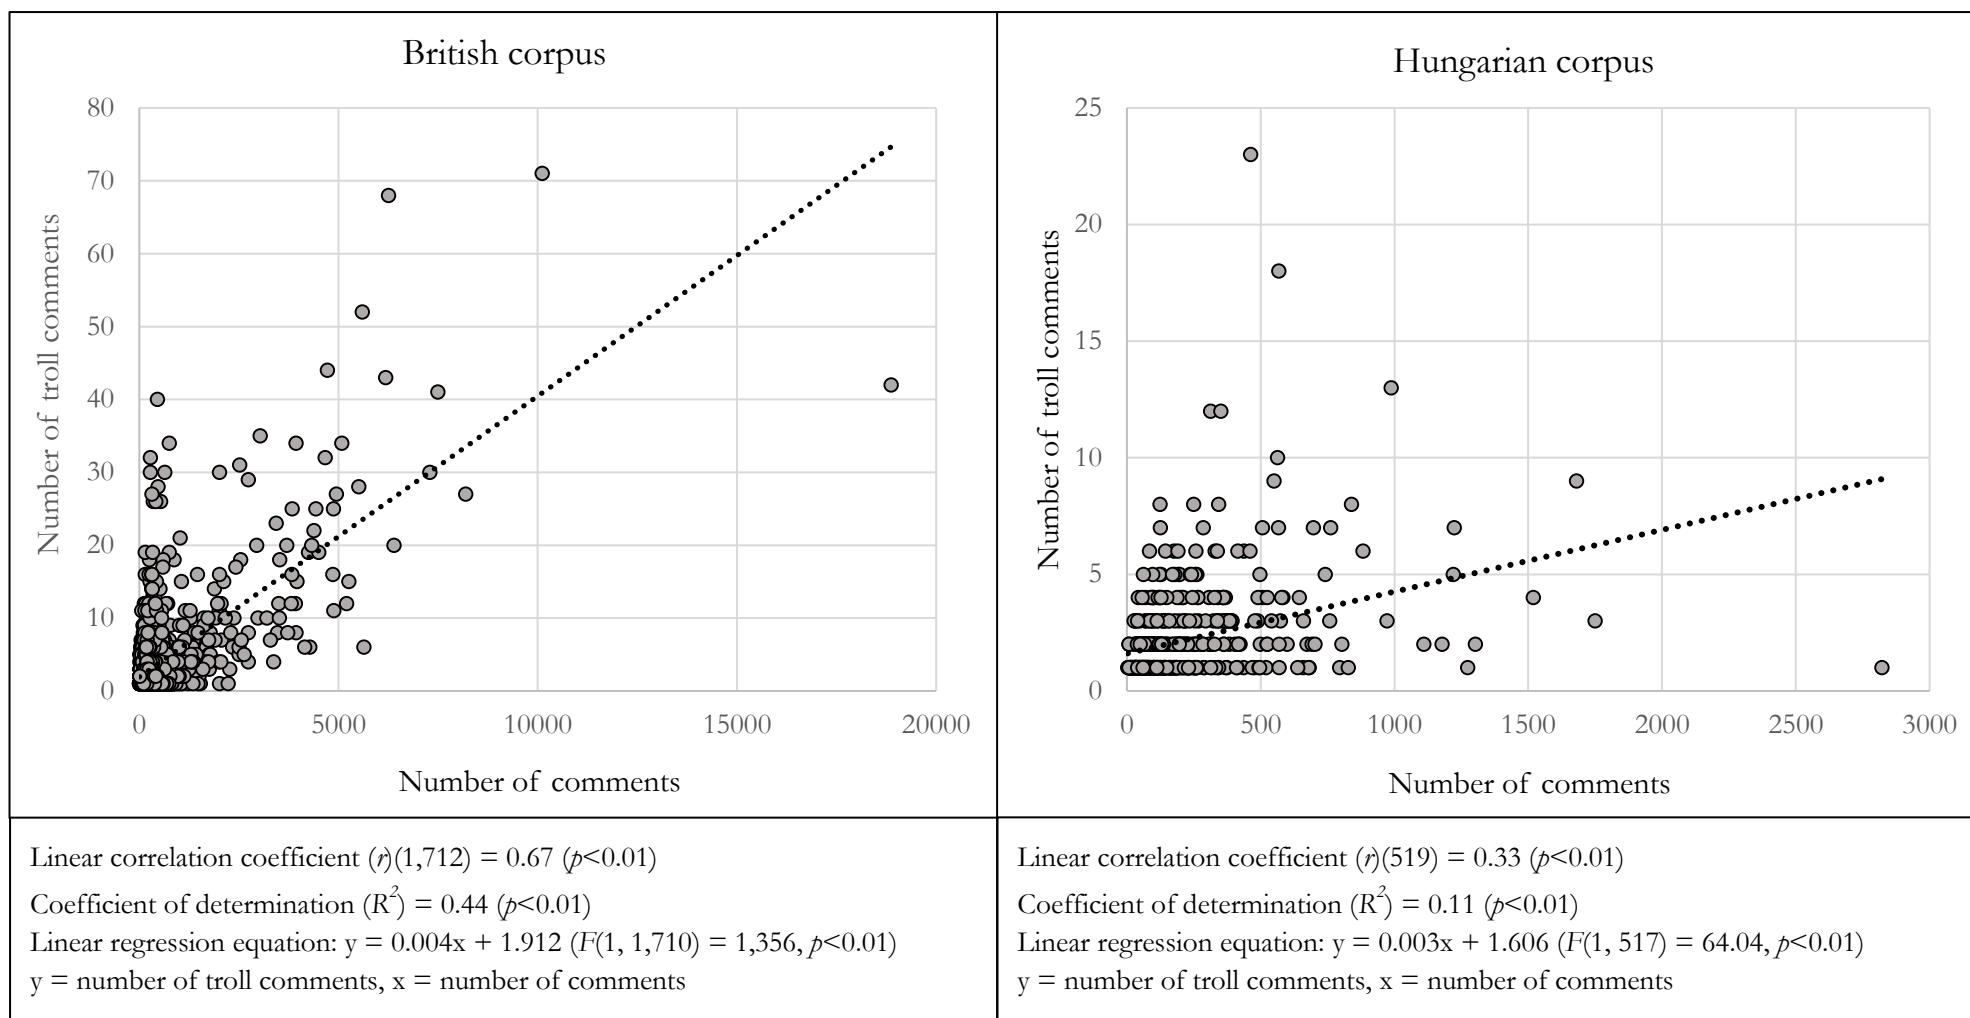 British corpus
Number of troll comments
80
70
60
50
40
30
20
10
0
0 5000 10000 15000 20000
Number of comments
Linear correlation coefficient (r)(1,712) = 0.67 (p<0.01)
Coefficient of determination (R²) = 0.44 (p<0.01)
Linear regression equation: y = 0.004x + 1.912 (F(1, 1,710) = 1,356, p<0.01)
y = number of troll comments, x = number of comments
Hungarian corpus
Number of troll comments
25
20
15
10
5
0
0 500 1000 1500 2000 2500 3000
Number of comments
Linear correlation coefficient (r)(519) = 0.33 (p<0.01)
Coefficient of determination (R²) = 0.11 (p<0.01)
Linear regression equation: y = 0.003x + 1.606 (F(1, 517) = 64.04, p<0.01)
y = number of troll comments, x = number of comments